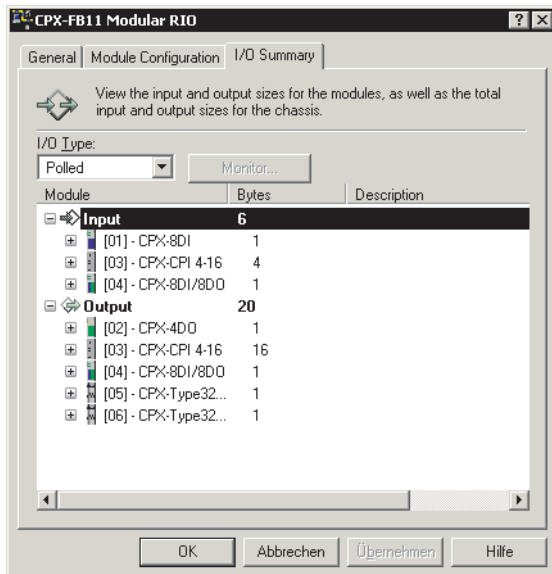 CPX-FB11 Modular RIO
General Module Configuration I/O Summary
View the input and output sizes for the modules, as well as the total
input and output sizes for the chassis.
I/O Type:
Polled Monitor...
Module Bytes Description
Input 6
[01] - CPX-8DI 1
[03] - CPX-CPI 4-16 4
[04] - CPX-8DI/8DO 1
Output 20
[02] - CPX-4DO 1
[03] - CPX-CPI 4-16 16
[04] - CPX-8DI/8DO 1
[05] - CPX-Type32... 1
[06] - CPX-Type32... 1
OK Abbrechen Übernehmen Hilfe